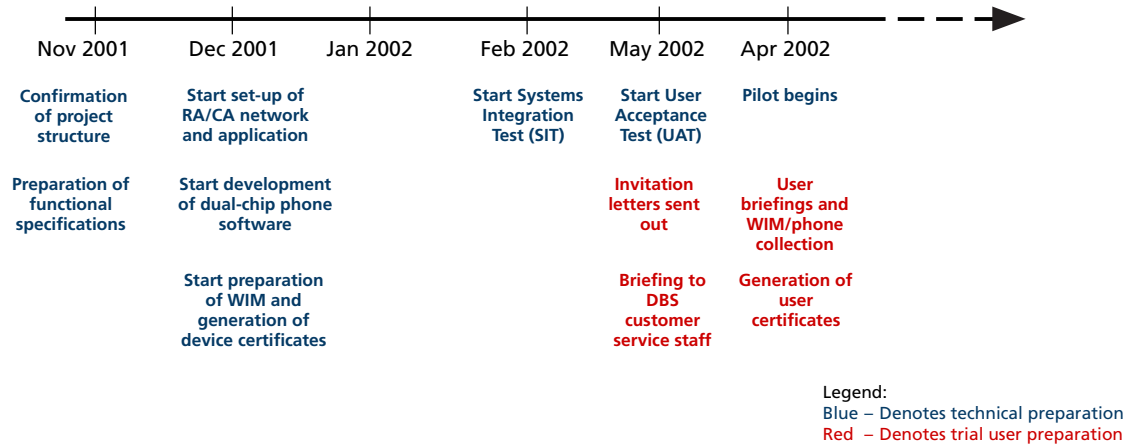 Nov 2001
Dec 2001
Jan 2002
Feb 2002
May 2002
Apr 2002
Confirmation
of project
structure
Start set-up of
RA/CA network
and application
Start Systems
Integration
Test (SIT)
Start User
Acceptance
Test (UAT)
Pilot begins
Preparation of
functional
specifications
Start development
of dual-chip phone
software
Invitation
letters sent
out
User
briefings and
WIM/phone
collection
Start preparation
of WIM and
generation of
device certificates
Briefing to
DBS
customer
service staff
Generation of
user
certificates
Legend:
Blue – Denotes technical preparation
Red – Denotes trial user preparation